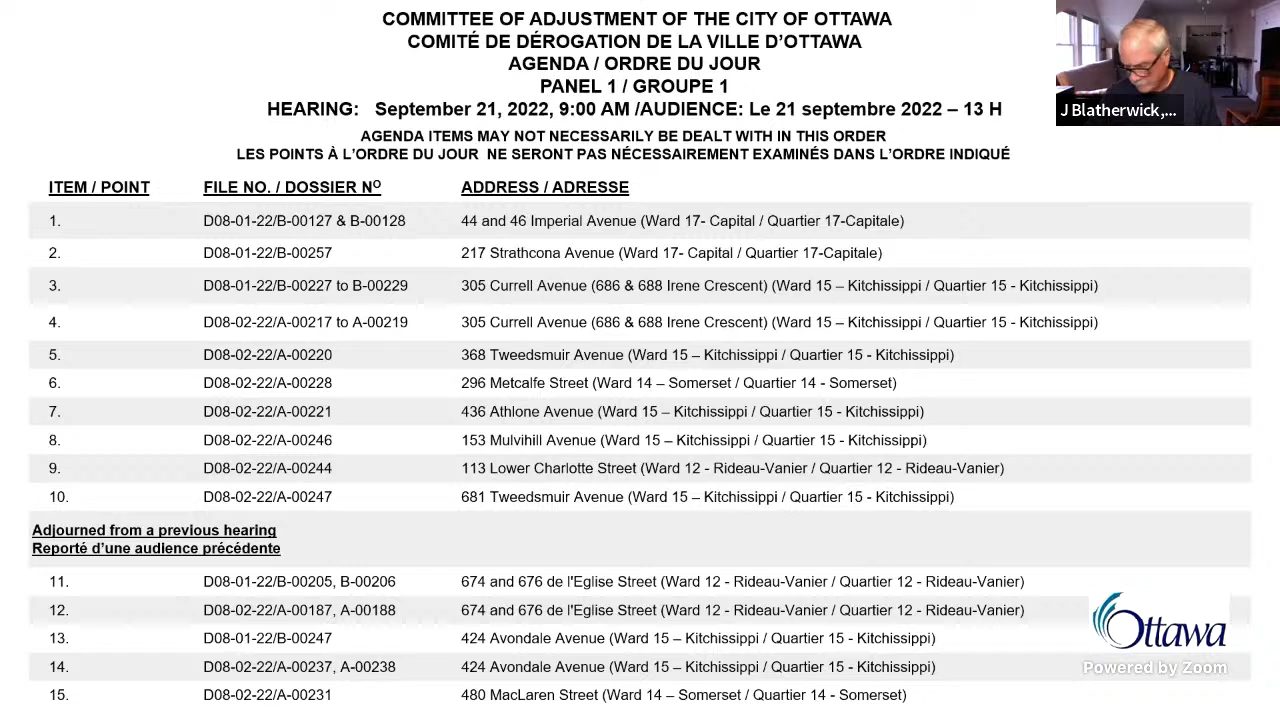 COMMITTEE OF ADJUSTMENT OF THE CITY OF OTTAWA
COMITÉ DE DÉROGATION DE LA VILLE D’OTTAWA
AGENDA / ORDRE DU JOUR
PANEL 1 / GROUPE 1
HEARING: September 21, 2022, 9:00 AM /AUDIENCE: Le 21 septembre 2022 – 13 H
AGENDA ITEMS MAY NOT NECESSARILY BE DEALT WITH IN THIS ORDER
LES POINTS À L’ORDRE DU JOUR NE SERONT PAS NÉCESSAIREMENT EXAMINÉS DANS L’ORDRE INDIQUÉ
J Blatherwick,...
ITEM / POINT FILE NO. / DOSSIER Nº ADDRESS / ADRESSE
1. D08-01-22/B-00127 & B-00128 44 and 46 Imperial Avenue (Ward 17- Capital / Quartier 17-Capitale)
2. D08-01-22/B-00257 217 Strathcona Avenue (Ward 17- Capital / Quartier 17-Capitale)
3. D08-01-22/B-00227 to B-00229 305 Currell Avenue (686 & 688 Irene Crescent) (Ward 15 – Kitchissippi / Quartier 15 - Kitchissippi)
4. D08-02-22/A-00217 to A-00219 305 Currell Avenue (686 & 688 Irene Crescent) (Ward 15 – Kitchissippi / Quartier 15 - Kitchissippi)
5. D08-02-22/A-00220 368 Tweedsmuir Avenue (Ward 15 – Kitchissippi / Quartier 15 - Kitchissippi)
6. D08-02-22/A-00228 296 Metcalfe Street (Ward 14 – Somerset / Quartier 14 - Somerset)
7. D08-02-22/A-00221 436 Athlone Avenue (Ward 15 – Kitchissippi / Quartier 15 - Kitchissippi)
8. D08-02-22/A-00246 153 Mulvihill Avenue (Ward 15 – Kitchissippi / Quartier 15 - Kitchissippi)
9. D08-02-22/A-00244 113 Lower Charlotte Street (Ward 12 - Rideau-Vanier / Quartier 12 - Rideau-Vanier)
10. D08-02-22/A-00247 681 Tweedsmuir Avenue (Ward 15 – Kitchissippi / Quartier 15 - Kitchissippi)
Adjourned from a previous hearing
Reporté d’une audience précédente
11. D08-01-22/B-00205, B-00206 674 and 676 de l'Eglise Street (Ward 12 - Rideau-Vanier / Quartier 12 - Rideau-Vanier)
12. D08-02-22/A-00187, A-00188 674 and 676 de l'Eglise Street (Ward 12 - Rideau-Vanier / Quartier 12 - Rideau-Vanier)
13. D08-01-22/B-00247 424 Avondale Avenue (Ward 15 – Kitchissippi / Quartier 15 - Kitchissippi)
14. D08-02-22/A-00237, A-00238 424 Avondale Avenue (Ward 15 – Kitchissippi / Quartier 15 - Kitchissippi)
15. D08-02-22/A-00231 480 MacLaren Street (Ward 14 – Somerset / Quartier 14 - Somerset)
Ottawa
Powered by Zoom